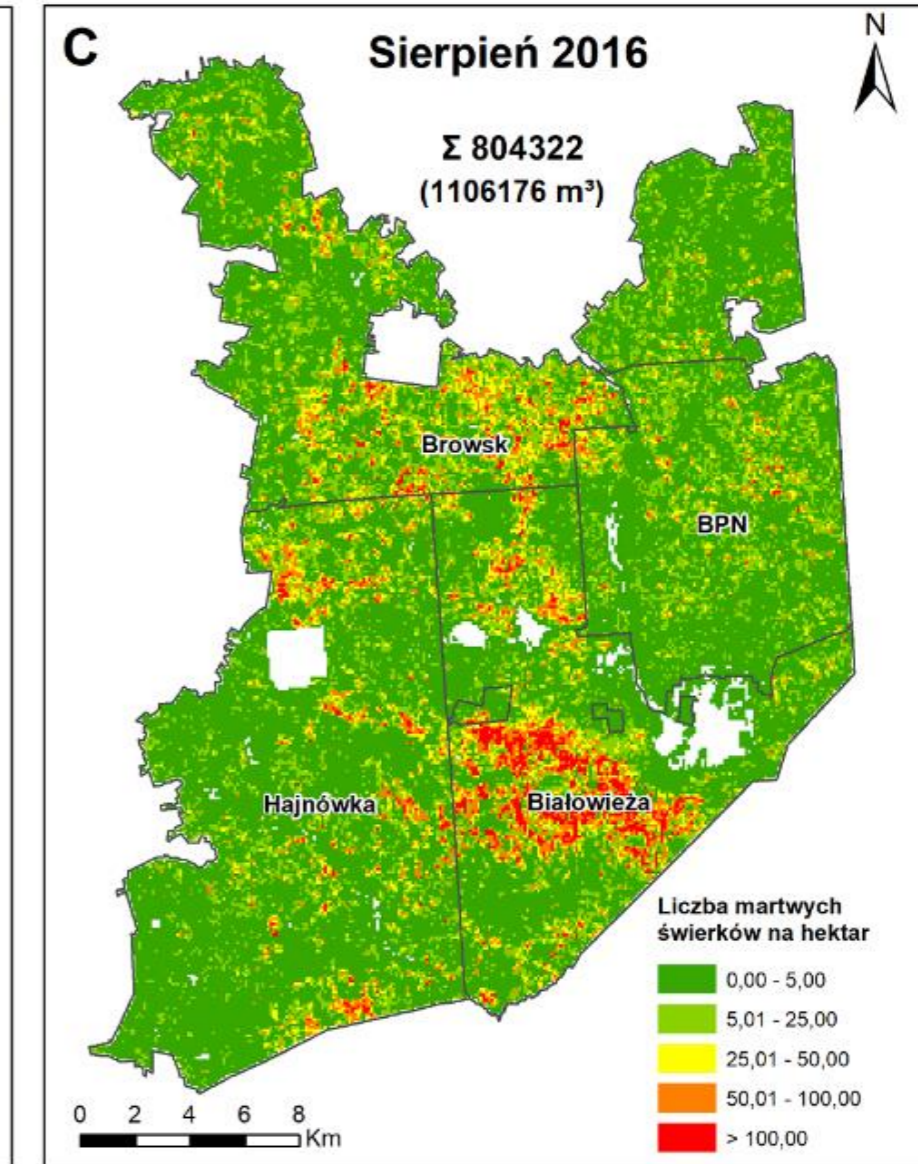 C
Sierpień 2016
N
Σ 804322
(1106176 m³)
Browsk
BPN
Hajnówka
Białowieża
Liczba martwych
świerków na hektar
0,00 - 5,00
5,01 - 25,00
25,01 - 50,00
50,01 - 100,00
> 100,00
0 2 4 6 8
Km